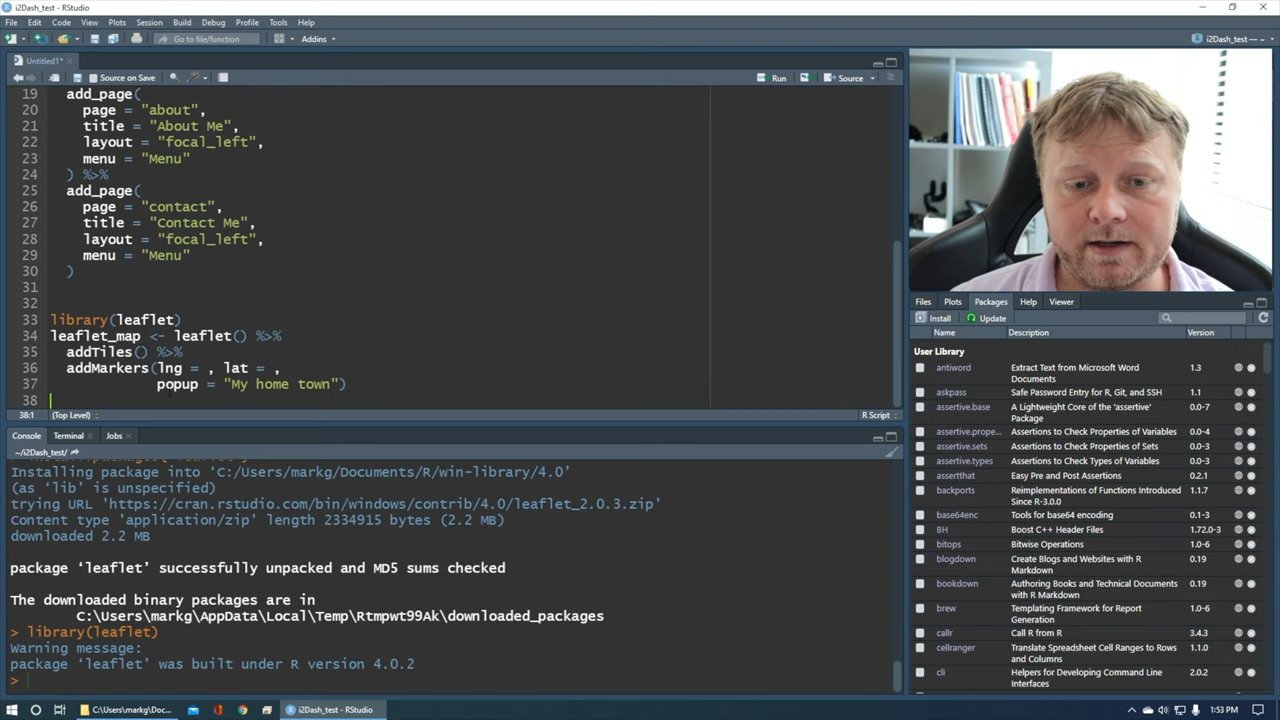 i2Dash_test - RStudio
File Edit Code View Plots Session Build Debug Profile Tools Help
Go to file/function Addins i2Dash_test
Untitled1*
Source on Save Run Source
19 add_page(
20 page = "about",
21 title = "About Me",
22 layout = "focal_left",
23 menu = "Menu"
24 ) %>%
25 add_page(
26 page = "contact",
27 title = "Contact Me",
28 layout = "focal_left",
29 menu = "Menu"
30 )
31
32
33 library(leaflet)
34 leaflet_map <- leaflet() %>%
35 addTiles() %>%
36 addMarkers(lng = , lat = ,
37 popup = "My home town")
38
38:1 (Top Level) R Script
Console Terminal Jobs
~/i2Dash_test/
Installing package into ‘C:/Users/markg/Documents/R/win-library/4.0’
(as ‘lib’ is unspecified)
trying URL 'https://cran.rstudio.com/bin/windows/contrib/4.0/leaflet_2.0.3.zip'
Content type 'application/zip' length 2334915 bytes (2.2 MB)
downloaded 2.2 MB
package ‘leaflet’ successfully unpacked and MD5 sums checked
The downloaded binary packages are in
C:\Users\markg\AppData\Local\Temp\Rtmpwt99Ak\downloaded_packages
> library(leaflet)
Warning message:
package ‘leaflet’ was built under R version 4.0.2
>
Files Plots Packages Help Viewer
Install Update
Name Description Version
User Library
antiword Extract Text from Microsoft Word Documents 1.3
askpass Safe Password Entry for R, Git, and SSH 1.1
assertive.base A Lightweight Core of the 'assertive' Package 0.0-7
assertive.prope... Assertions to Check Properties of Variables 0.0-4
assertive.sets Assertions to Check Properties of Sets 0.0-3
assertive.types Assertions to Check Types of Variables 0.0-3
assertthat Easy Pre and Post Assertions 0.2.1
backports Reimplementations of Functions Introduced Since R-3.0.0 1.1.7
base64enc Tools for base64 encoding 0.1-3
BH Boost C++ Header Files 1.72.0-3
bitops Bitwise Operations 1.0-6
blogdown Create Blogs and Websites with R Markdown 0.19
bookdown Authoring Books and Technical Documents with R Markdown 0.19
brew Templating Framework for Report Generation 1.0-6
callr Call R from R 3.4.3
cellranger Translate Spreadsheet Cell Ranges to Rows and Columns 1.1.0
cli Helpers for Developing Command Line Interfaces 2.0.2
C:\Users\markg\Doc... i2Dash_test - RStudio 1:53 PM